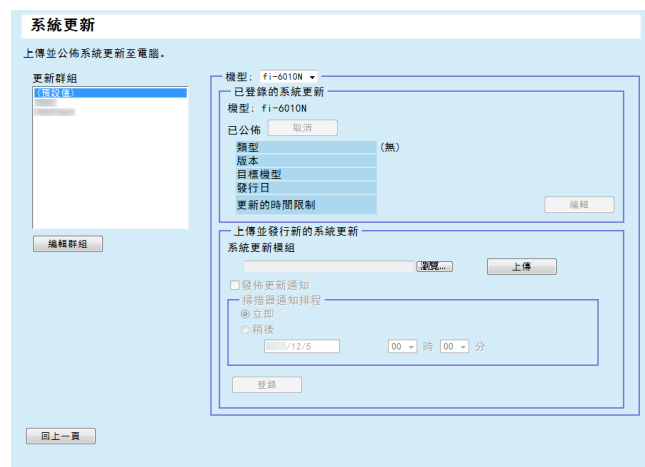 系統更新
上傳並公佈系統更新至電腦。
更新群組
(預設值)
編輯群組
機型: fi-6010N
已登錄的系統更新
機型: fi-6010N
已公佈 取消
類型 (無)
版本
目標機型
發行日
更新的時間限制 編輯
上傳並發行新的系統更新
系統更新模組
瀏覽... 上傳
發佈更新通知
掃描器通知排程
立即
稍後
/12/5 00 時 00 分
登錄
回上一頁